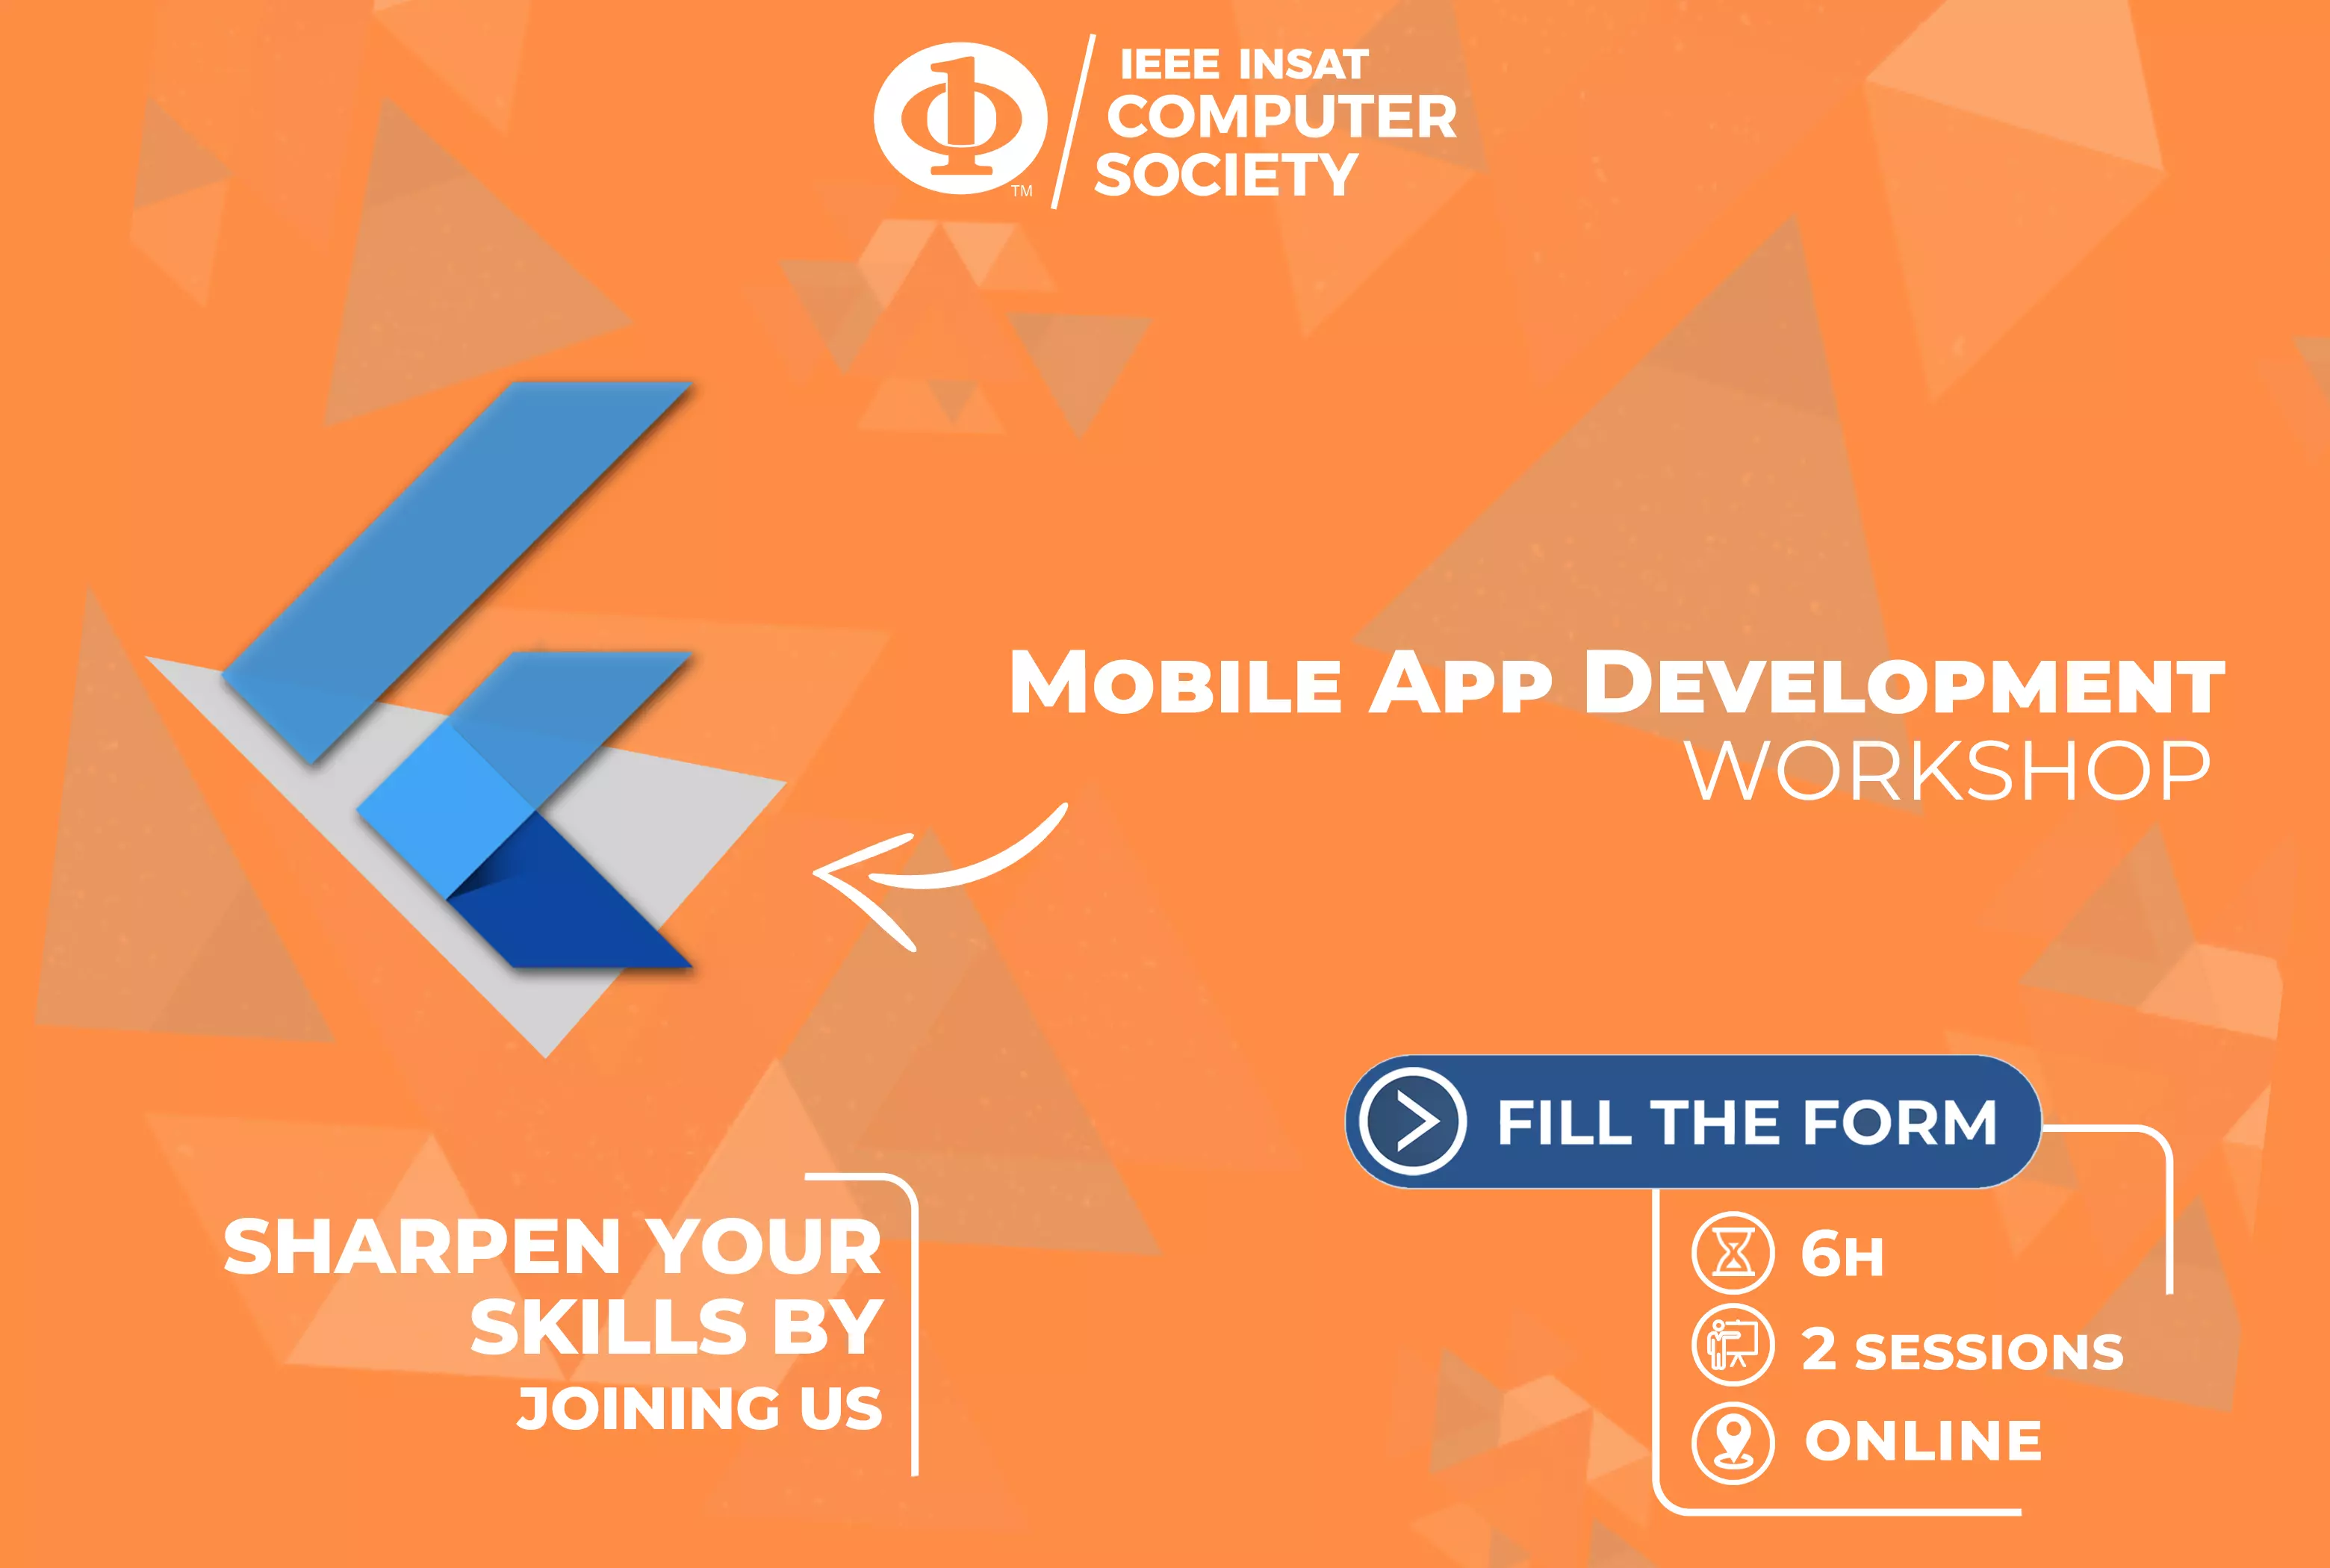 IEEE INSAT
COMPUTER
SOCIETY
TM
MOBILE APP DEVELOPMENT
WORKSHOP
FILL THE FORM
6H
2 SESSIONS
ONLINE
SHARPEN YOUR
SKILLS BY
JOINING US